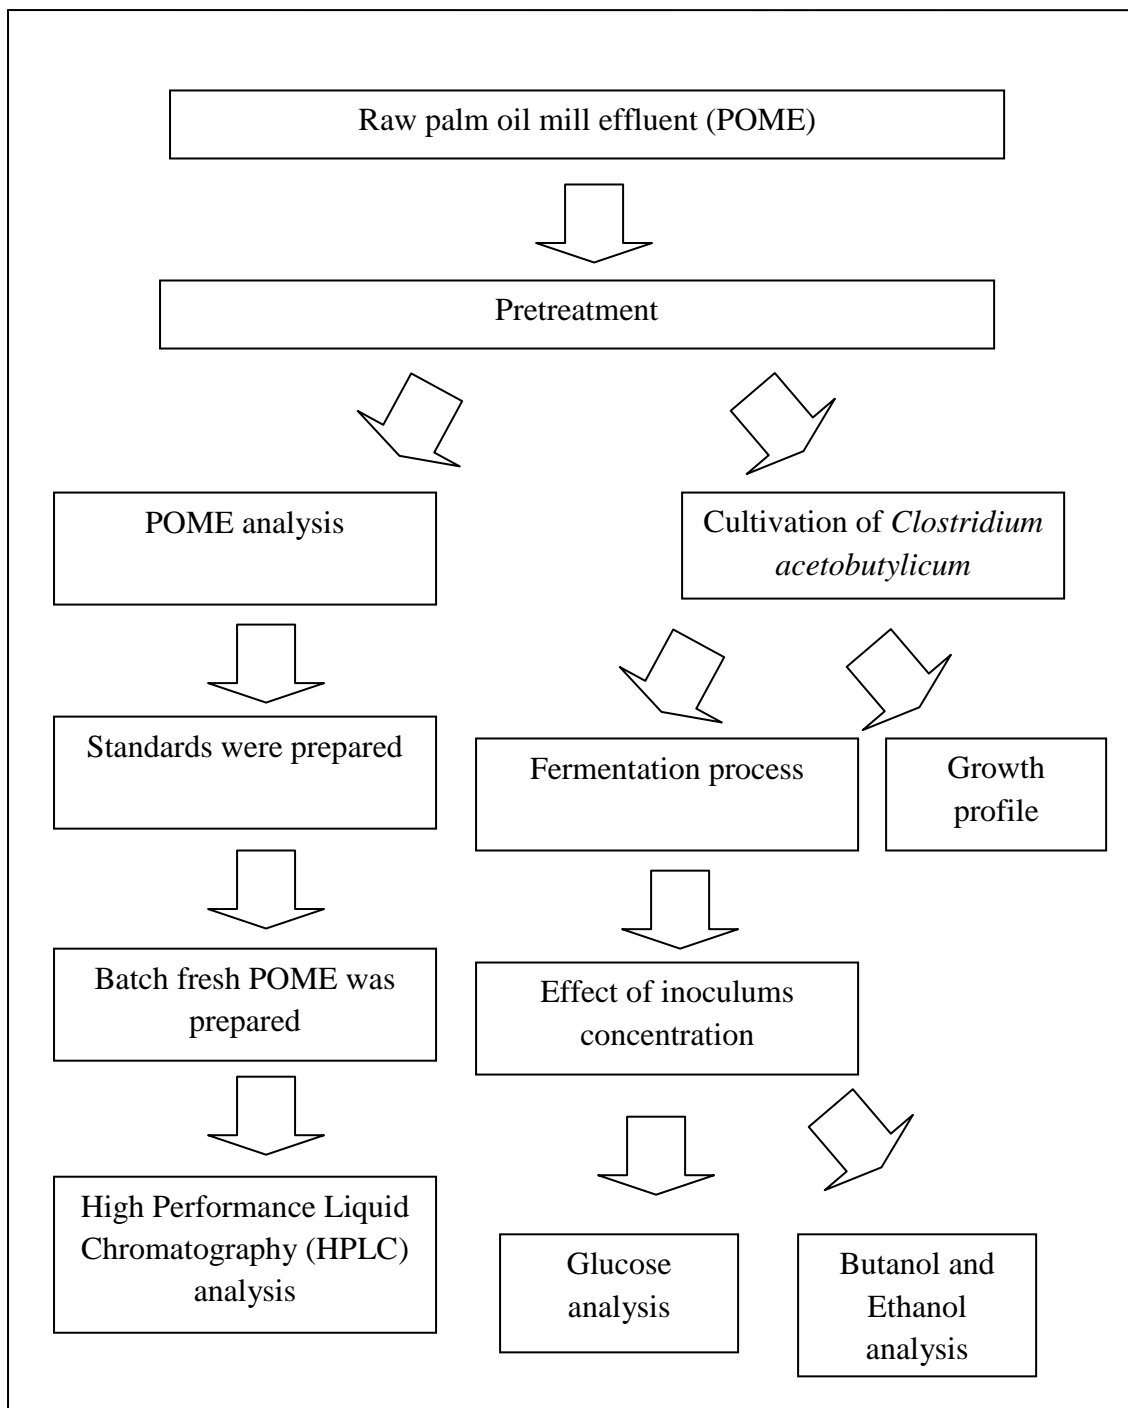 Raw palm oil mill effluent (POME)
Pretreatment
POME analysis
Cultivation of Clostridium
acetobutylicum
Standards were prepared
Fermentation process
Growth
profile
Batch fresh POME was
prepared
Effect of inoculums
concentration
High Performance Liquid
Chromatography (HPLC)
analysis
Glucose
analysis
Butanol and
Ethanol
analysis